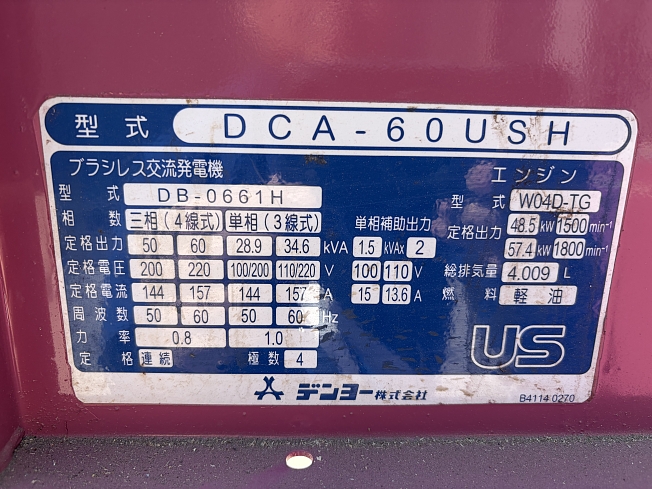 型式 DCA-60USH
ブラシレス交流発電機
型式 DB-0661H
相数 三相(4線式) 単相(3線式) 単相補助出力
定格出力 50 60 28.9 34.6 kVA 1.5 kVAx 2
定格電圧 200 220 100/200 110/220 V 100 110 V
定格電流 144 157 144 157 A 15 13.6 A
周波数 50 60 50 60 Hz
力率 0.8 1.0
定格 連続 極数 4
エンジン
型式 W04D-TG
定格出力 48.5 kW 1500 min⁻¹
57.4 kW 1800 min⁻¹
総排気量 4.009 L
燃料 軽油
US
デンヨー株式会社
B4114 0270